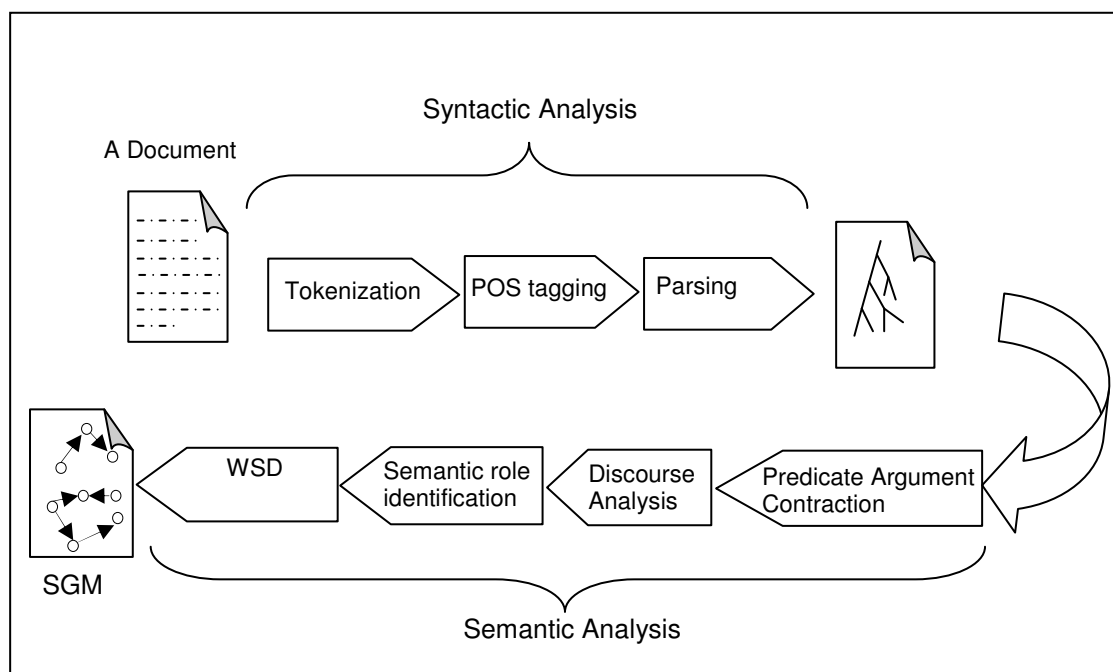 Syntactic Analysis
A Document
Tokenization
POS tagging
Parsing
WSD
Semantic role
identification
Discourse
Analysis
Predicate Argument
Contraction
SGM
Semantic Analysis